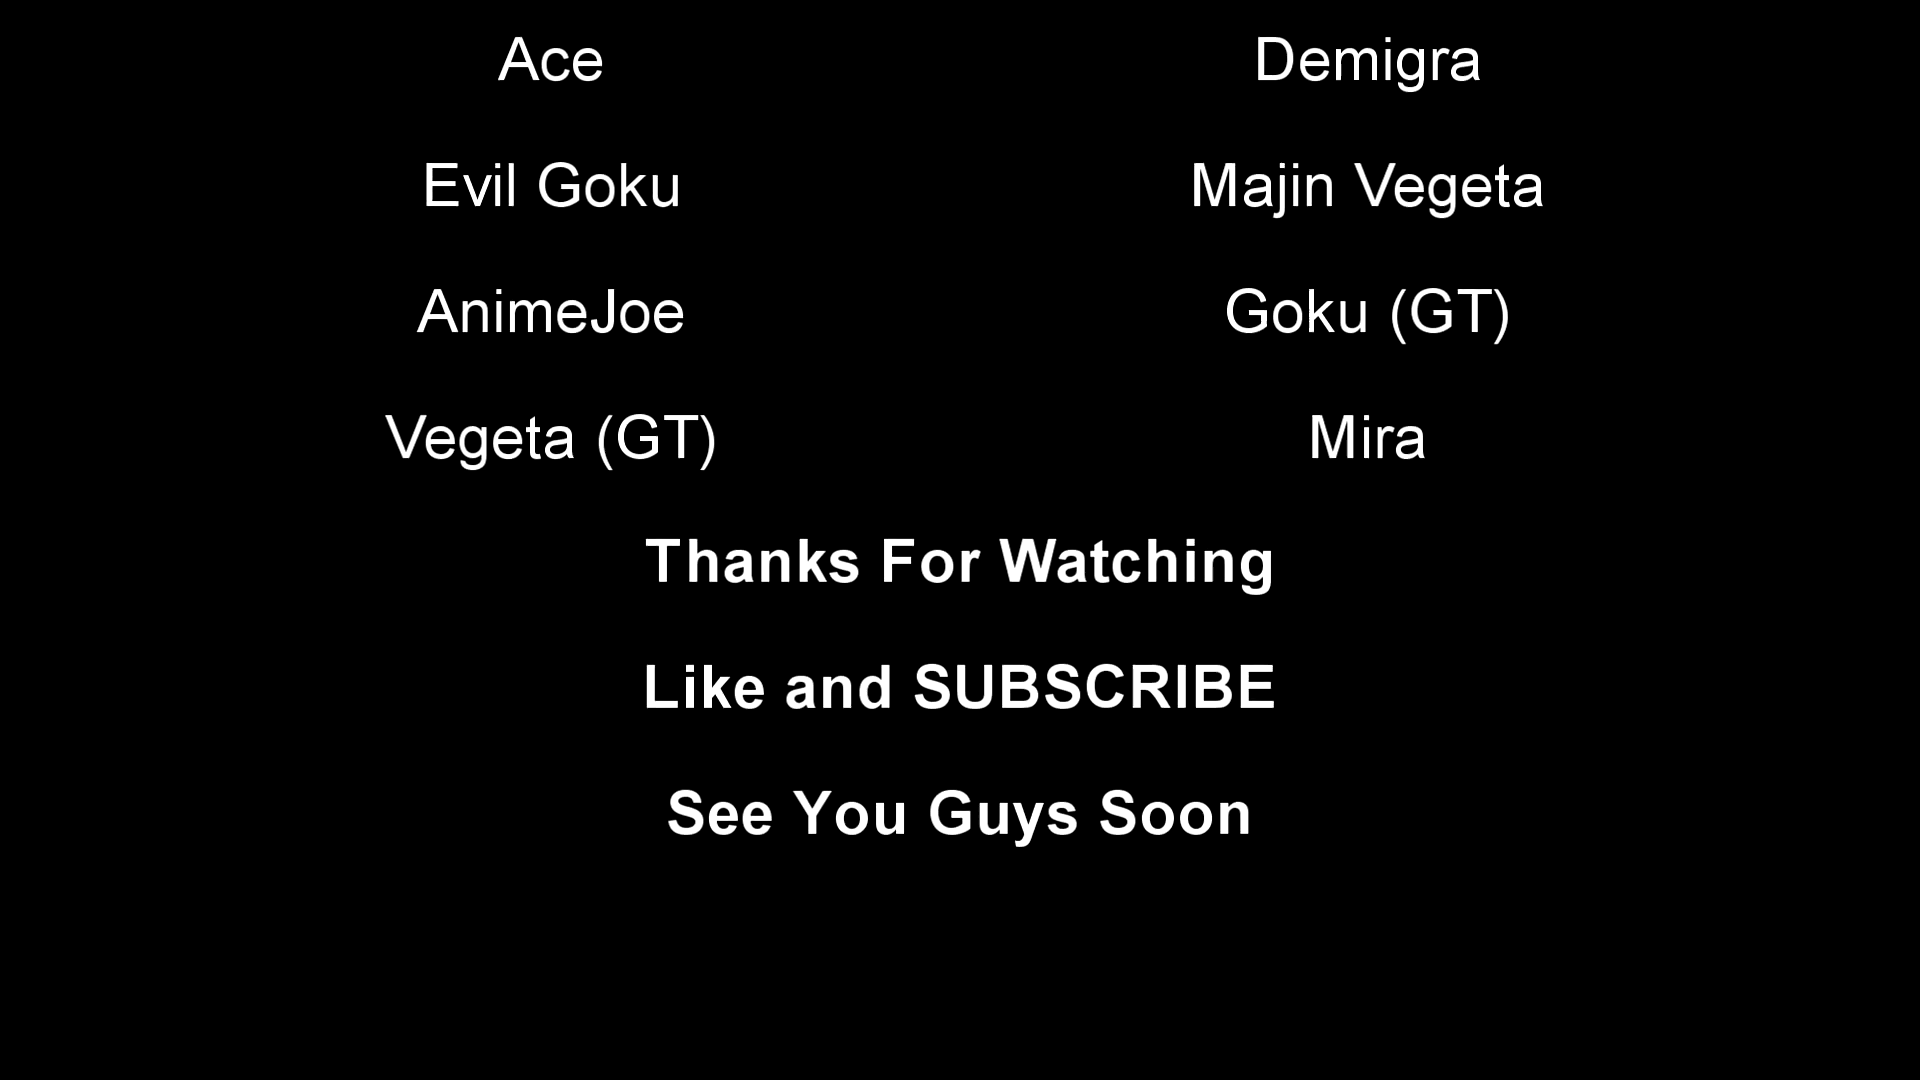 Ace Demigra
Evil Goku Majin Vegeta
AnimeJoe Goku (GT)
Vegeta (GT) Mira
Thanks For Watching
Like and SUBSCRIBE
See You Guys Soon